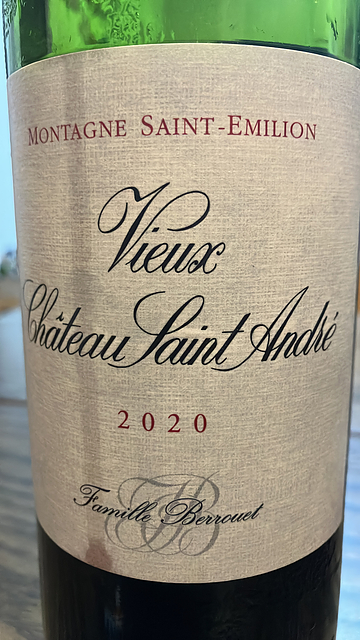 Montagne Saint-Emilion
Vieux
Château Saint André
2020
Famille Berrouet